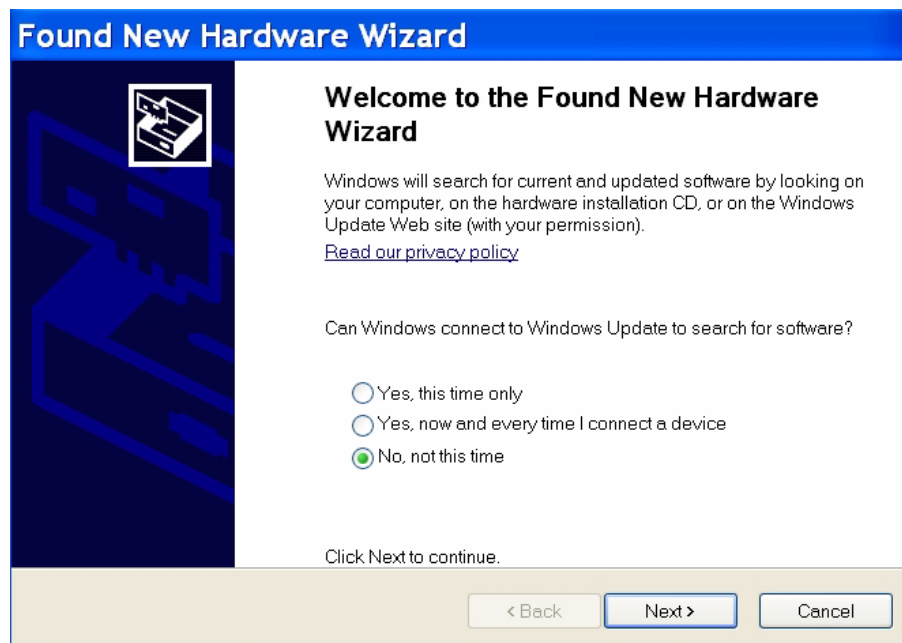 Found New Hardware Wizard
Welcome to the Found New Hardware
Wizard
Windows will search for current and updated software by looking on
your computer, on the hardware installation CD, or on the Windows
Update Web site (with your permission).
Read our privacy policy
Can Windows connect to Windows Update to search for software?
Yes, this time only
Yes, now and every time I connect a device
No, not this time
Click Next to continue.
< Back Next > Cancel